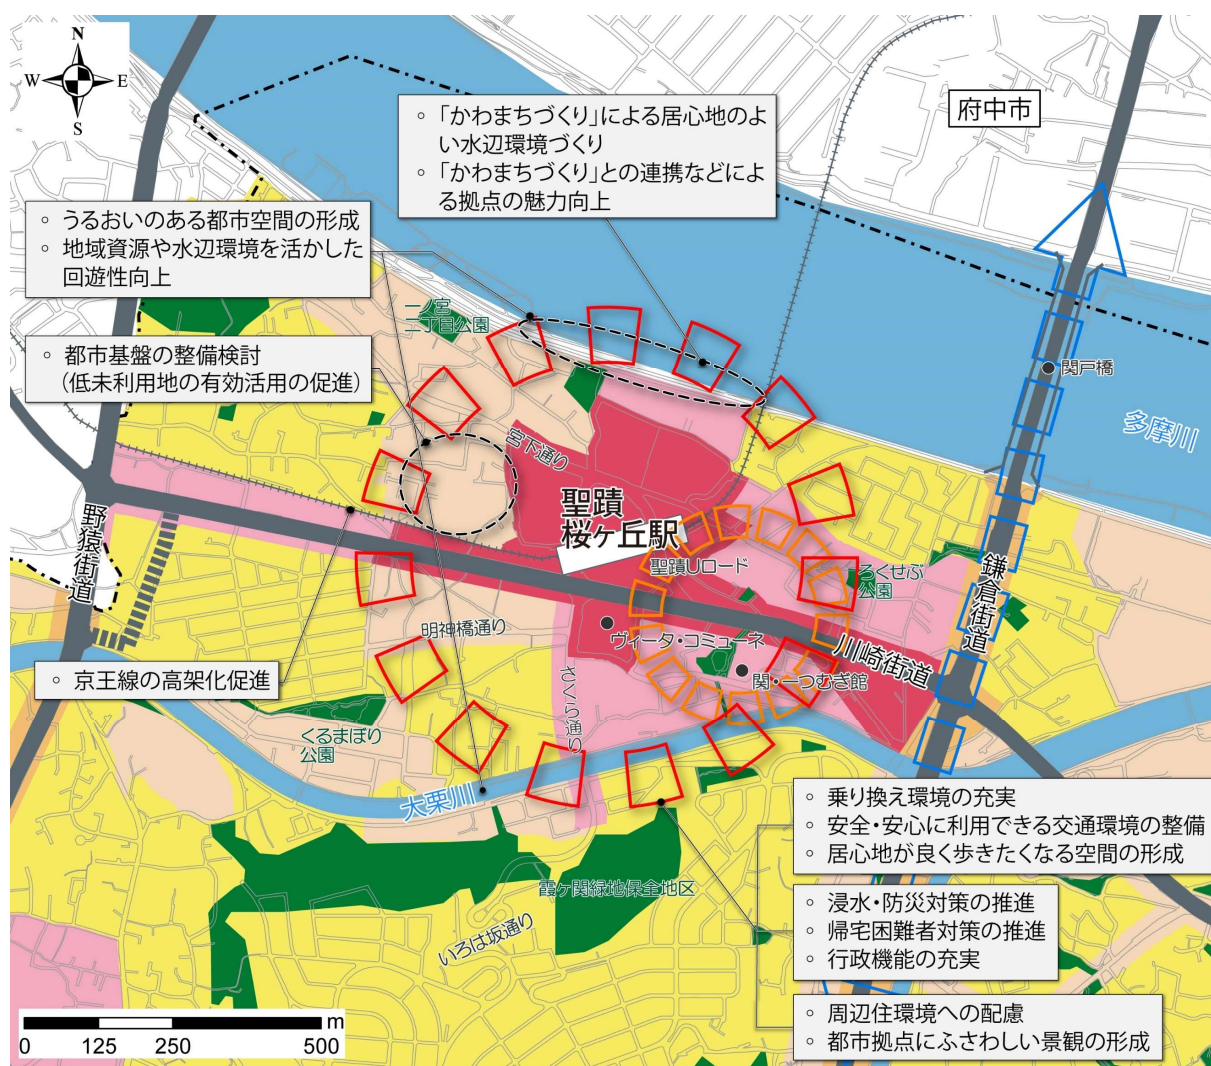 N
W
E
S
府中市
◦ 「かわまちづくり」による居心地のよ
い水辺環境づくり
◦ 「かわまちづくり」との連携などによ
る拠点の魅力向上
◦ うるおいのある都市空間の形成
◦ 地域資源や水辺環境を活かした
回遊性向上
一ノ宮
二丁目公園
◦ 都市基盤の整備検討
(低未利用地の有効活用の促進)
関戸橋
多摩川
宮下通り
聖蹟
桜ヶ丘駅
野猿街道
聖蹟Uロード
ろくせぶ
公園
鎌倉街道
明神橋通り
ヴィータ・コミューネ
川崎街道
関・一つむぎ館
◦ 京王線の高架化促進
さくら通り
くるまぼり
公園
大栗川
◦ 乗り換え環境の充実
◦ 安全・安心に利用できる交通環境の整備
◦ 居心地が良く歩きたくなる空間の形成
霞ヶ関緑地保全地区
いろは坂通り
◦ 浸水・防災対策の推進
◦ 帰宅困難者対策の推進
◦ 行政機能の充実
◦ 周辺住環境への配慮
◦ 都市拠点にふさわしい景観の形成
m
0 125 250 500